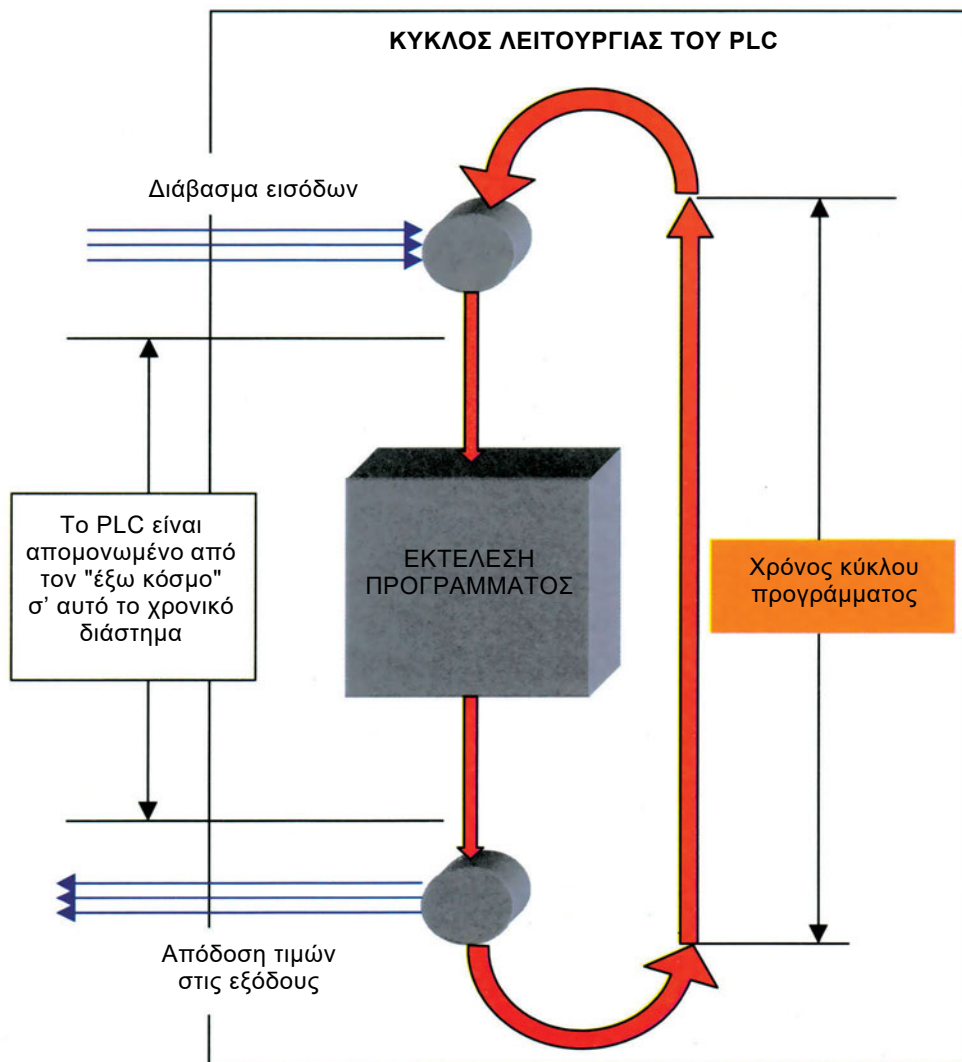 ΚΥΚΛΟΣ ΛΕΙΤΟΥΡΓΙΑΣ ΤΟΥ PLC
Διάβασμα εισόδων
Το PLC είναι
απομονωμένο από
τον "έξω κόσμο"
σ' αυτό το χρονικό
διάστημα
ΕΚΤΕΛΕΣΗ
ΠΡΟΓΡΑΜΜΑΤΟΣ
Χρόνος κύκλου
προγράμματος
Απόδοση τιμών
στις εξόδους